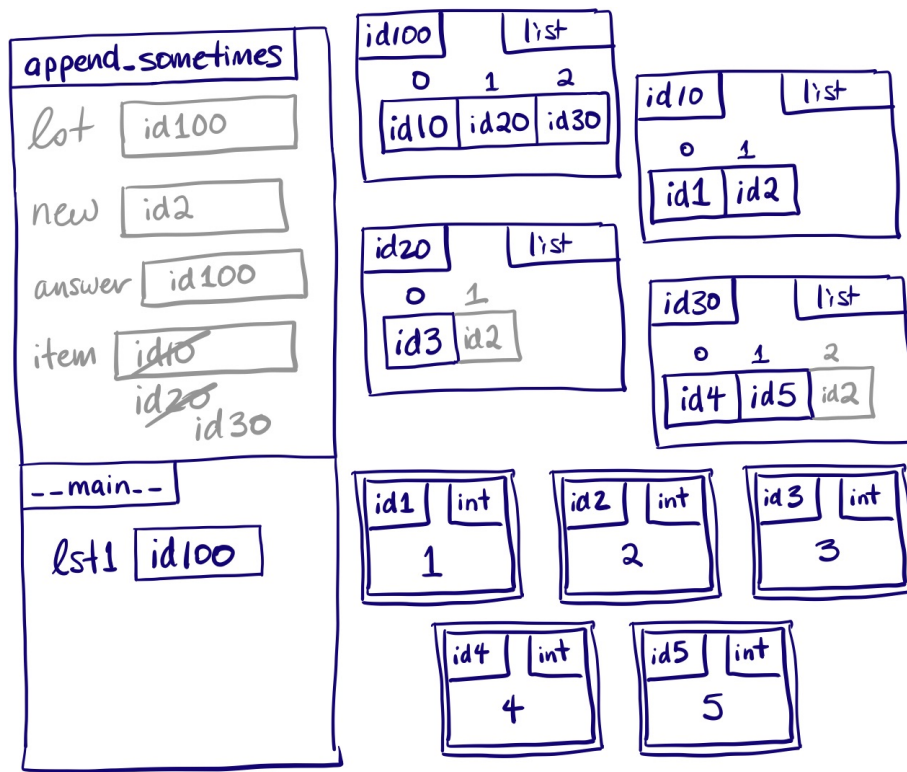 append_sometimes
lot id100
new id2
answer id100
item id10
id20
id30
__main__
lst1 id100
id100 list
0 1 2
id10 id20 id30
id10 list
0 1
id1 id2
id20 list
0 1
id3 id2
id30 list
0 1 2
id4 id5 id2
id1 int
1
id2 int
2
id3 int
3
id4 int
4
id5 int
5